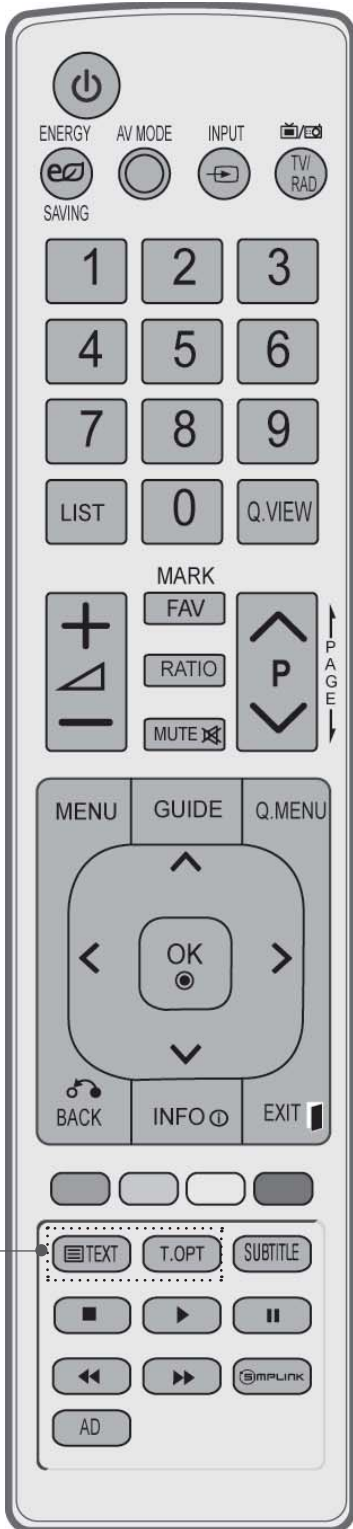 ENERGY AV MODE INPUT
TV/
RAD
SAVING
1 2 3
4 5 6
7 8 9
LIST 0 Q.VIEW
MARK
FAV
RATIO P
MUTE
PAGE
MENU GUIDE Q.MENU
OK
BACK INFO EXIT
TEXT T.OPT SUBTITLE
SIMPLINK
AD